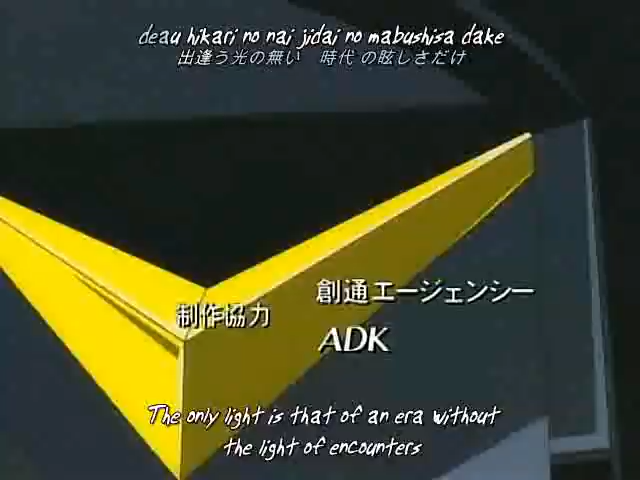 deau hikari no nai jidai no mabushisa dake
出逢う光の無い 時代 の眩しさだけ
制作協力
創通エージェンシー
ADK
The only light is that of an era without
the light of encounters